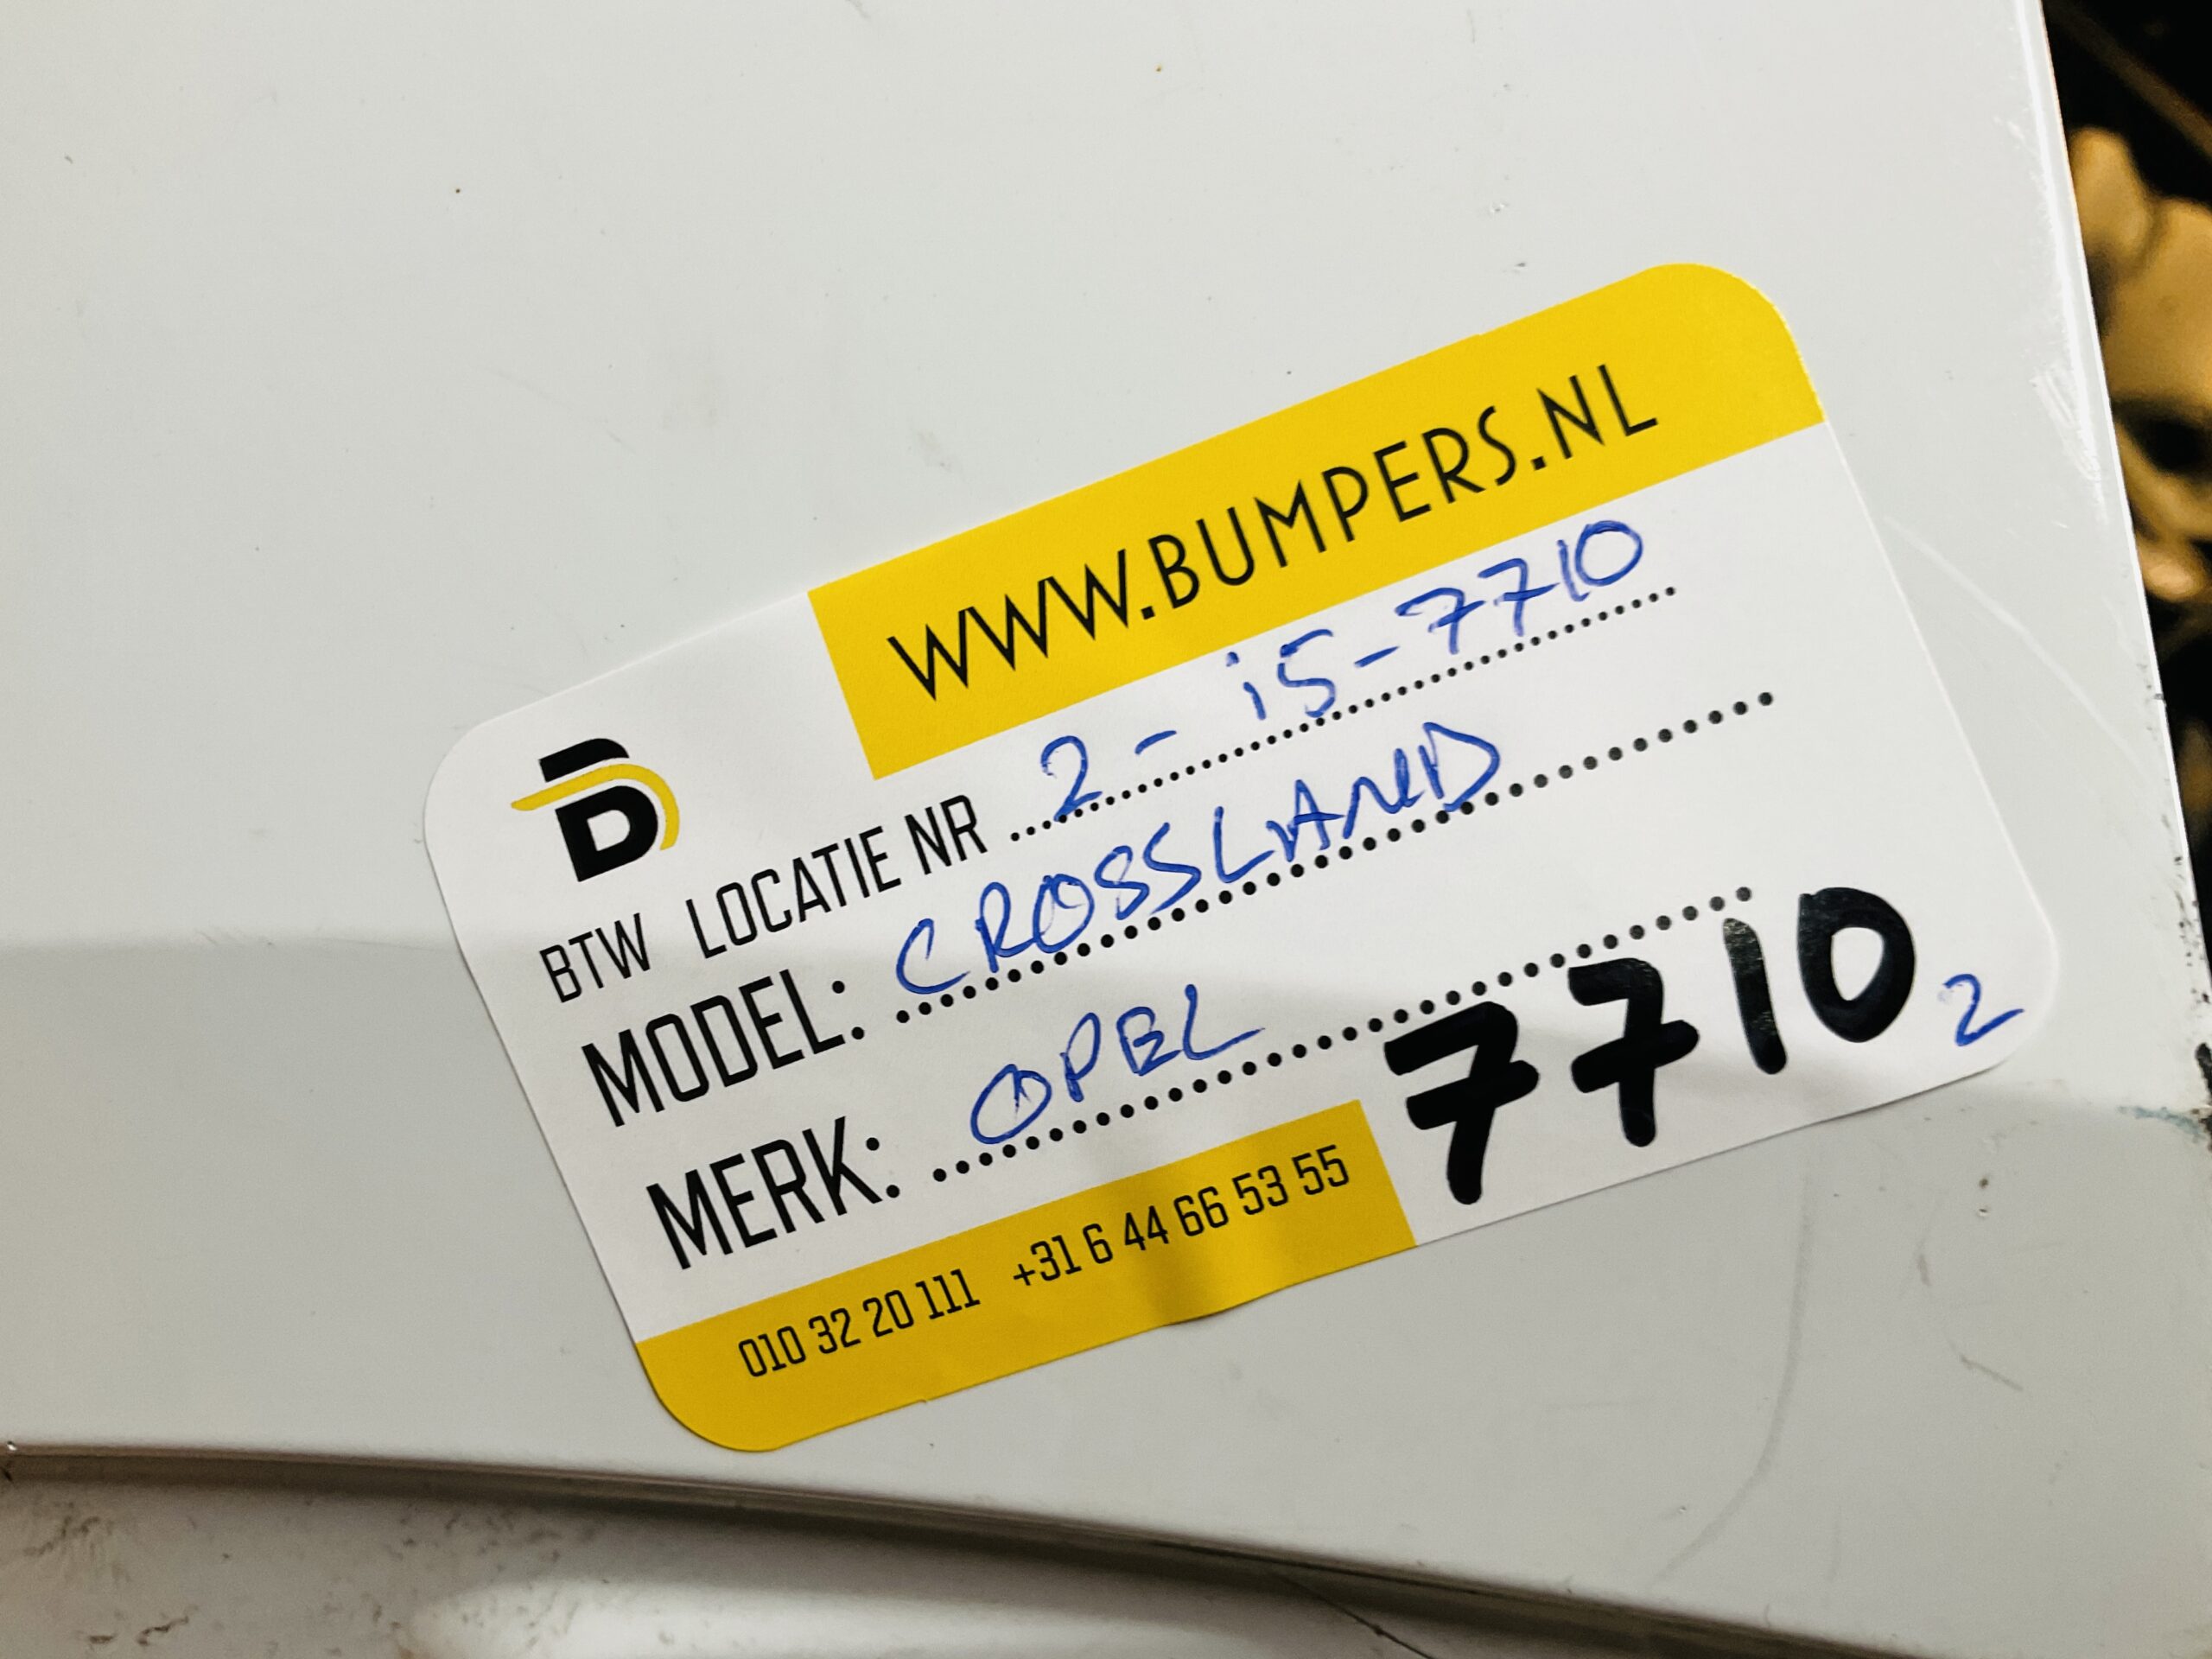 WWW.BUMPERS.NL
BTW LOCATIE NR 2 - i5 - 7710
MODEL: CROSSLAND
MERK: OPEL
7710 2
010 32 20 111 +31 6 44 66 53 55